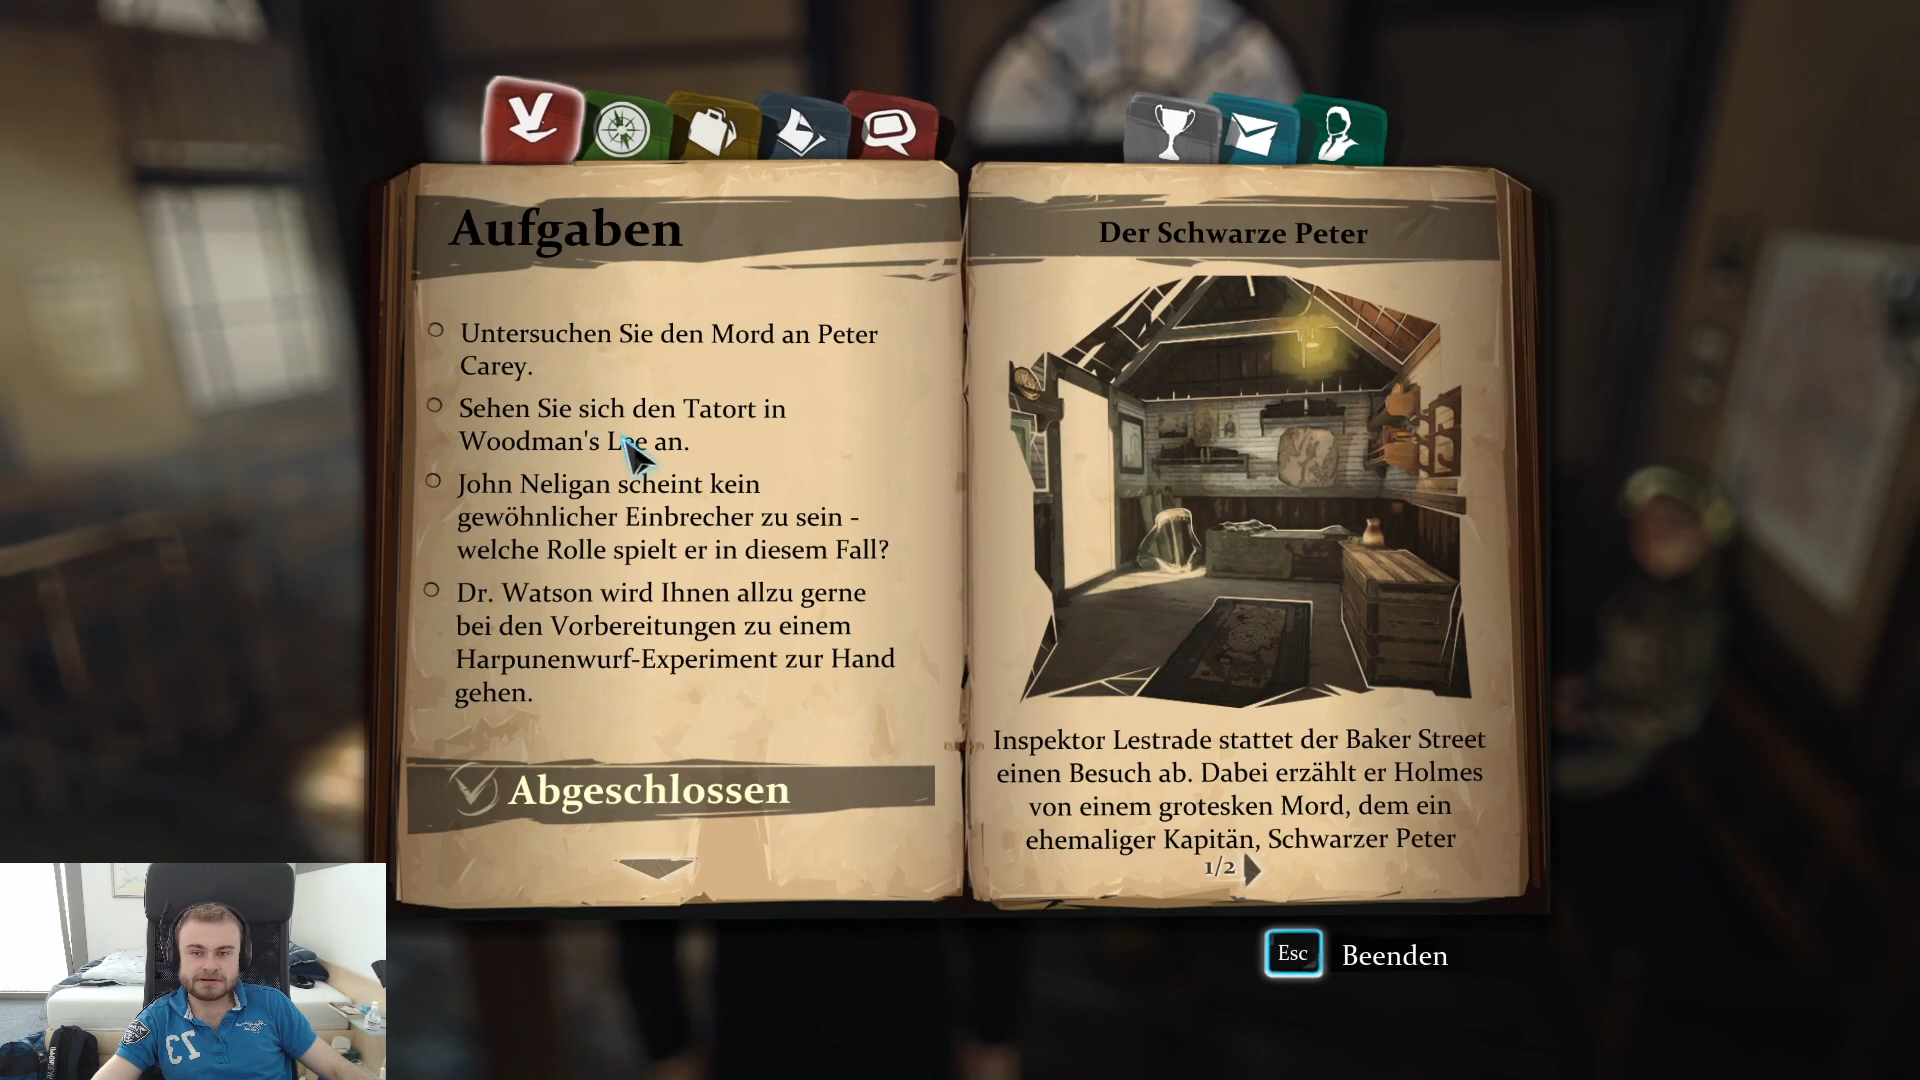 Aufgaben
Untersuchen Sie den Mord an Peter
Carey.
Sehen Sie sich den Tatort in
Woodman's Lee an.
John Neligan scheint kein
gewöhnlicher Einbrecher zu sein -
welche Rolle spielt er in diesem Fall?
Dr. Watson wird Ihnen allzu gerne
bei den Vorbereitungen zu einem
Harpunenwurf-Experiment zur Hand
gehen.
Abgeschlossen
Der Schwarze Peter
Inspektor Lestrade stattet der Baker Street
einen Besuch ab. Dabei erzählt er Holmes
von einem grotesken Mord, dem ein
ehemaliger Kapitän, Schwarzer Peter
1/2
Esc Beenden
23